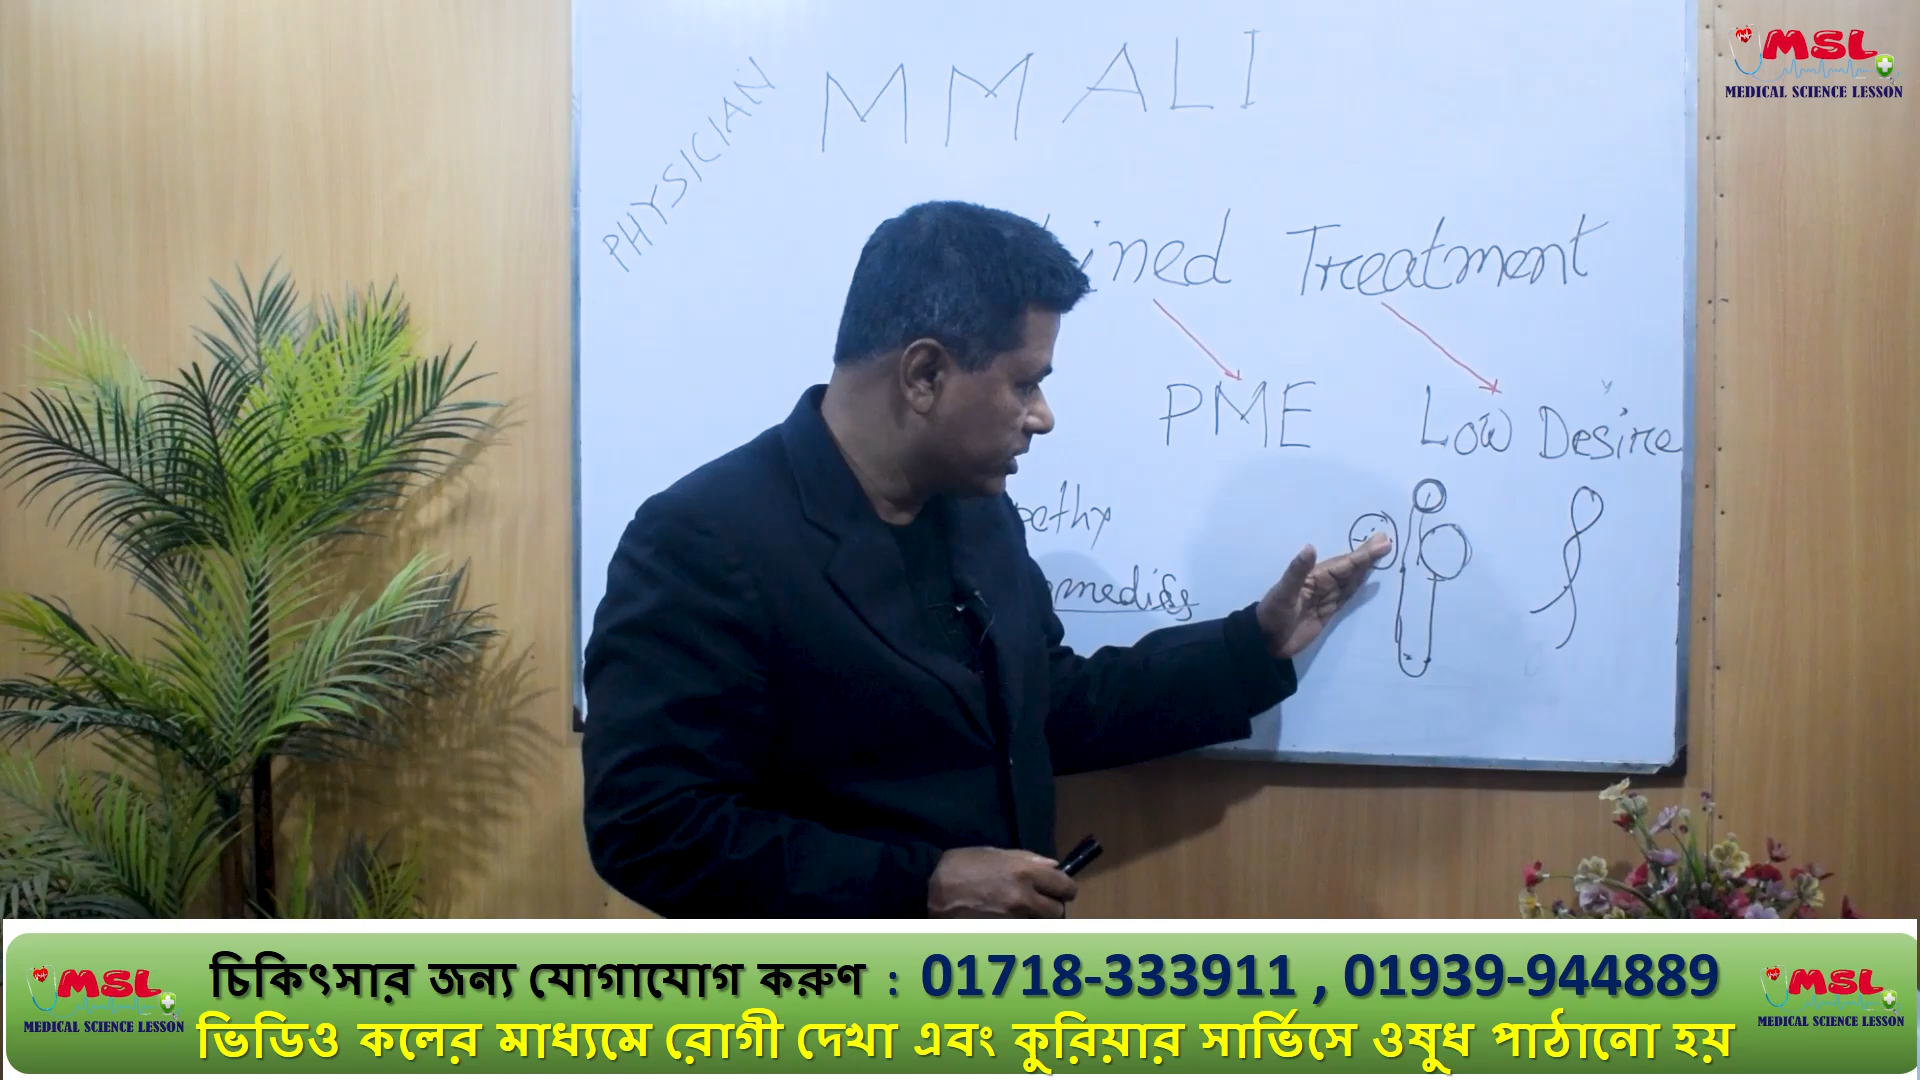 PHYSICIAN
MM ALI
MSL
MEDICAL SCIENCE LESSON
Treatment
PME Low Desire
MSL
MEDICAL SCIENCE LESSON
চিকিৎসার জন্য যোগাযোগ করুণ : 01718-333911 , 01939-944889
ভিডিও কলের মাধ্যমে রোগী দেখা এবং কুরিয়ার সার্ভিসে ওষুধ পাঠানো হয়
MSL
MEDICAL SCIENCE LESSON